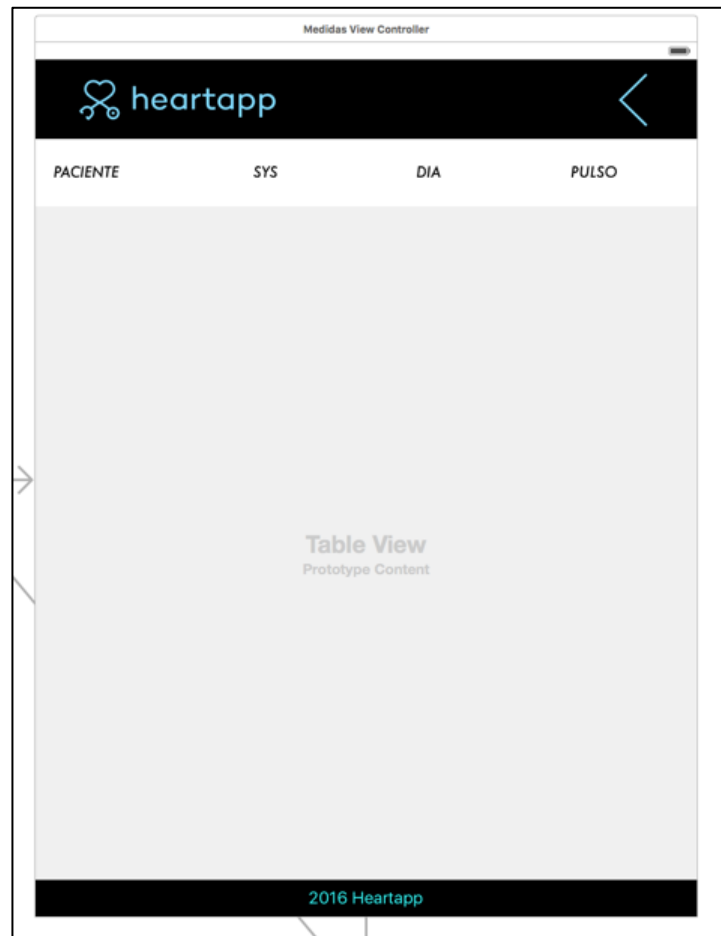 Medidas View Controller
heartapp
PACIENTE SYS DIA PULSO
Table View
Prototype Content
2016 Heartapp